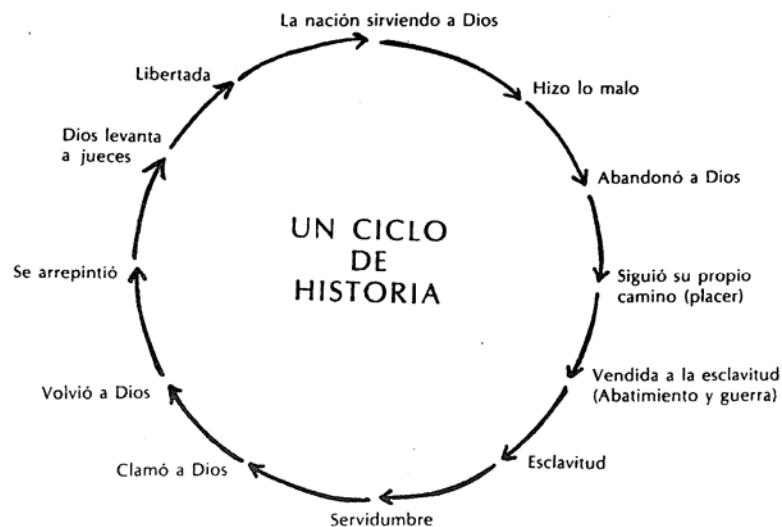 La nación sirviendo a Dios
Hizo lo malo
Abandonó a Dios
Siguió su propio
camino (placer)
Vendida a la esclavitud
(Abatimiento y guerra)
Esclavitud
Servidumbre
Clamó a Dios
Volvió a Dios
Se arrepintió
Dios levanta
a jueces
Libertada
UN CICLO
DE
HISTORIA